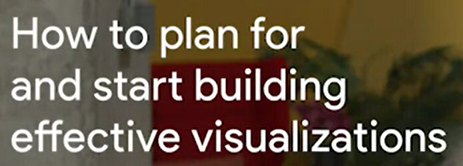 How to plan for
and start building
effective visualizations